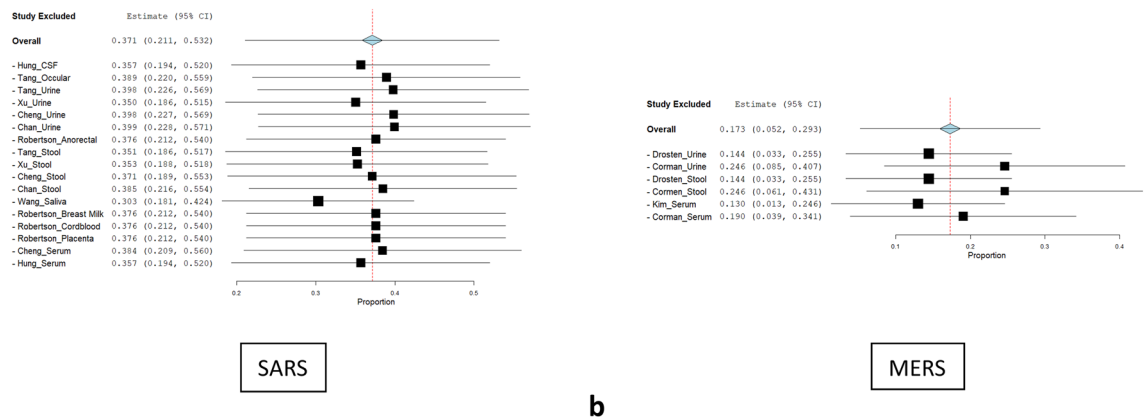 Study Excluded Estimate (95% CI)
Overall 0.371 (0.211, 0.532)
- Hung_CSF 0.357 (0.194, 0.520)
- Tang_Occular 0.389 (0.220, 0.559)
- Tang_Urine 0.398 (0.226, 0.569)
- Xu_Urine 0.350 (0.186, 0.515)
- Cheng_Urine 0.398 (0.227, 0.569)
- Chan_Urine 0.399 (0.228, 0.571)
- Robertson_Anorectal 0.376 (0.212, 0.540)
- Tang_Stool 0.351 (0.186, 0.517)
- Xu_Stool 0.353 (0.188, 0.518)
- Cheng_Stool 0.371 (0.189, 0.553)
- Chan_Stool 0.385 (0.216, 0.554)
- Wang_Saliva 0.303 (0.181, 0.424)
- Robertson_Breast Milk 0.376 (0.212, 0.540)
- Robertson_Cordblood 0.376 (0.212, 0.540)
- Robertson_Placenta 0.376 (0.212, 0.540)
- Cheng_Serum 0.384 (0.209, 0.560)
- Hung_Serum 0.357 (0.194, 0.520)
0.2 0.3 0.4 0.5
Proportion
SARS
Study Excluded Estimate (95% CI)
Overall 0.173 (0.052, 0.293)
- Drosten_Urine 0.144 (0.033, 0.255)
- Corman_Urine 0.246 (0.085, 0.407)
- Drosten_Stool 0.144 (0.033, 0.255)
- Cormen_Stool 0.246 (0.061, 0.431)
- Kim_Serum 0.130 (0.013, 0.246)
- Corman_Serum 0.190 (0.039, 0.341)
0.1 0.2 0.3 0.4
Proportion
MERS
b